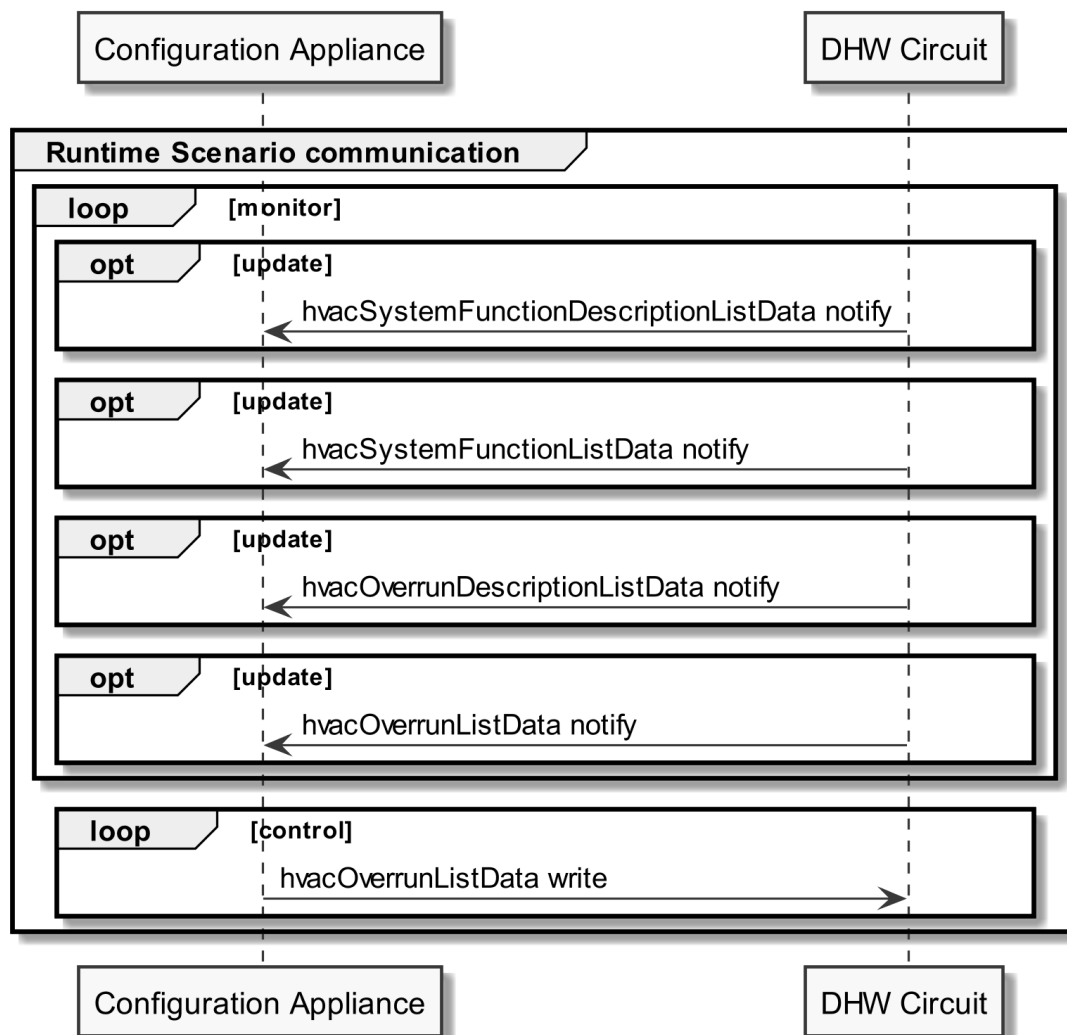 Configuration Appliance
DHW Circuit
Runtime Scenario communication
loop
[monitor]
opt
[update]
hvacSystemFunctionDescriptionListData notify
opt
[update]
hvacSystemFunctionListData notify
opt
[update]
hvacOverrunDescriptionListData notify
opt
[update]
hvacOverrunListData notify
loop
[control]
hvacOverrunListData write
Configuration Appliance
DHW Circuit